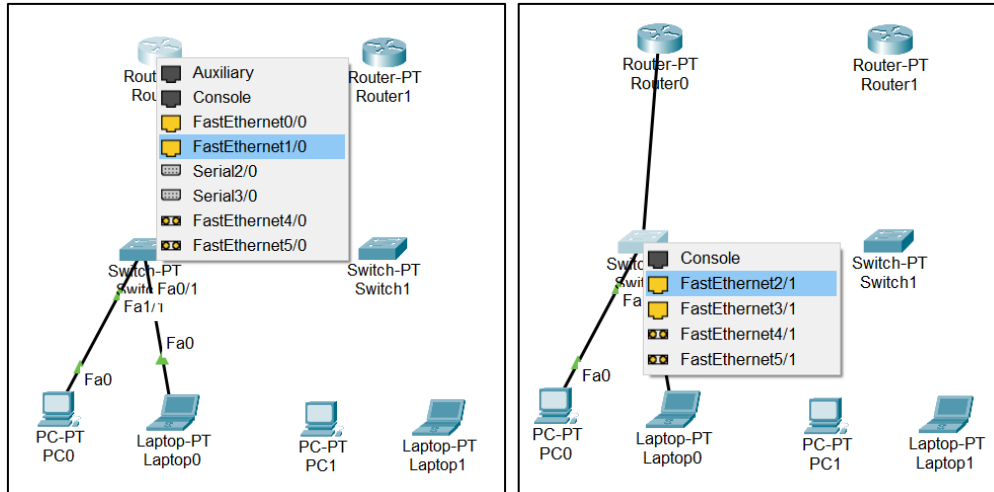 Auxiliary
Console
FastEthernet0/0
FastEthernet1/0
Serial2/0
Serial3/0
FastEthernet4/0
FastEthernet5/0
Router-PT
Router1
Switch-PT
Fa0/1
Fa1/1
Switch-PT
Switch1
Fa0
Fa0
PC-PT
PC0
Laptop-PT
Laptop0
PC-PT
PC1
Laptop-PT
Laptop1
Router-PT
Router0
Router-PT
Router1
Console
FastEthernet2/1
FastEthernet3/1
FastEthernet4/1
FastEthernet5/1
Switch-PT
Switch1
Fa0
PC-PT
PC0
Laptop-PT
Laptop0
PC-PT
PC1
Laptop-PT
Laptop1